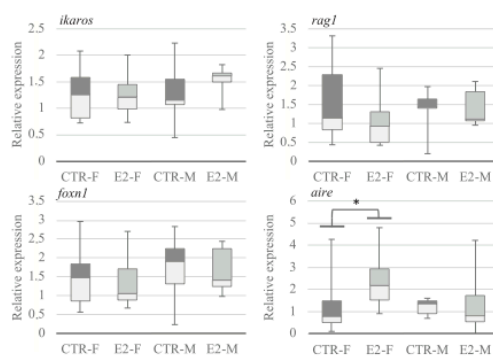 ikaros
Relative expression
2.5
2
1.5
1
0.5
0
CTR-F E2-F CTR-M E2-M
rag1
Relative expression
3.5
3
2.5
2
1.5
1
0.5
0
CTR-F E2-F CTR-M E2-M
foxn1
Relative expression
3.5
3
2.5
2
1.5
1
0.5
0
CTR-F E2-F CTR-M E2-M
aire
Relative expression
6
5
4
3
2
1
0
*
CTR-F E2-F CTR-M E2-M